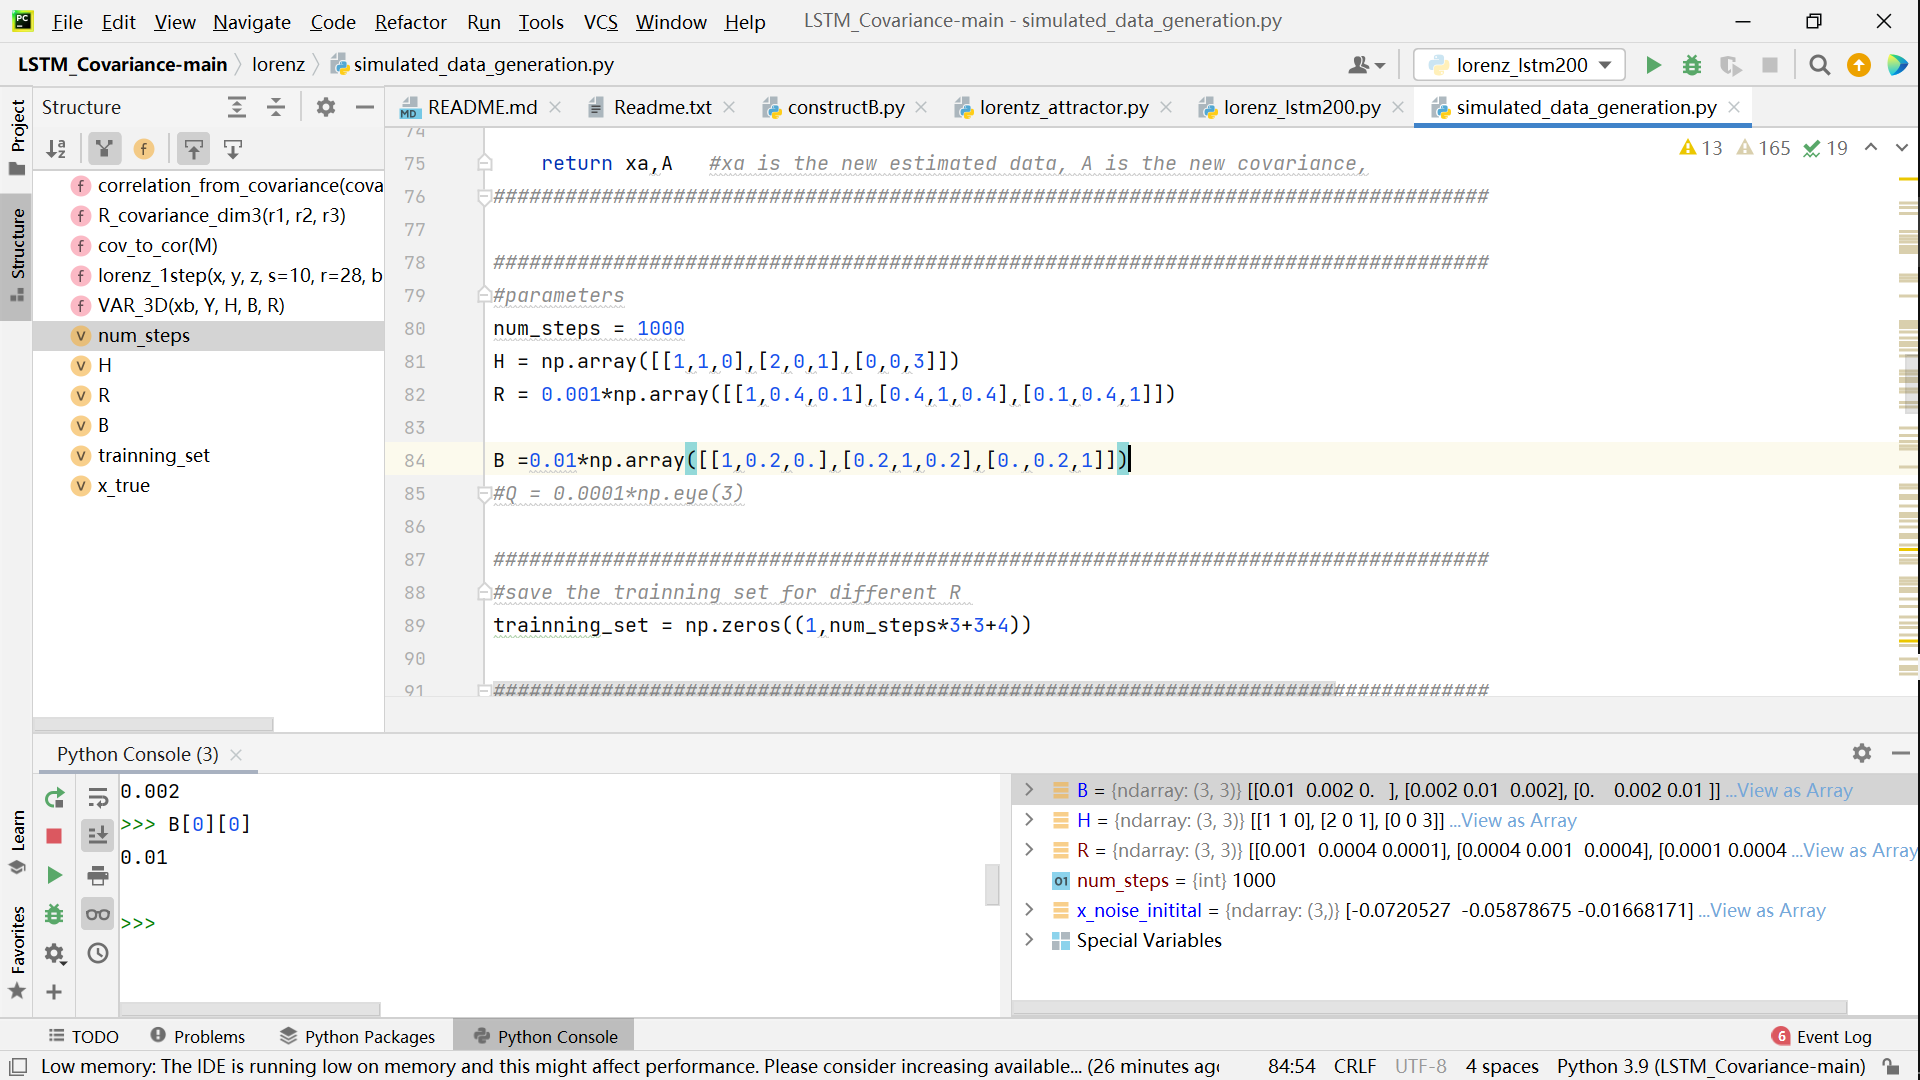 File Edit View Navigate Code Refactor Run Tools VCS Window Help LSTM_Covariance-main - simulated_data_generation.py
LSTM_Covariance-main lorenz simulated_data_generation.py lorenz_lstm200
Project
Structure
Learn
Favorites
Structure
README.md Readme.txt constructB.py lorentz_attractor.py lorenz_lstm200.py simulated_data_generation.py
correlation_from_covariance(cova
R_covariance_dim3(r1, r2, r3)
cov_to_cor(M)
lorenz_1step(x, y, z, s=10, r=28, b
VAR_3D(xb, Y, H, B, R)
num_steps
H
R
B
trainning_set
x_true
13 165 19
74
75 return xa,A #xa is the new estimated data, A is the new covariance,
76 ###################################################################################
77
78 ###################################################################################
79 #parameters
80 num_steps = 1000
81 H = np.array([[1,1,0],[2,0,1],[0,0,3]])
82 R = 0.001*np.array([[1,0.4,0.1],[0.4,1,0.4],[0.1,0.4,1]])
83
84 B =0.01*np.array([[1,0.2,0.],[0.2,1,0.2],[0.,0.2,1]])
85 #Q = 0.0001*np.eye(3)
86
87 ###################################################################################
88 #save the trainning set for different R
89 trainning_set = np.zeros((1,num_steps*3+3+4))
90
91 ###################################################################################
Python Console (3)
0.002
>>> B[0][0]
0.01
>>>
B = {ndarray: (3, 3)} [[0.01 0.002 0. ], [0.002 0.01 0.002], [0. 0.002 0.01 ]] ...View as Array
H = {ndarray: (3, 3)} [[1 1 0], [2 0 1], [0 0 3]] ...View as Array
R = {ndarray: (3, 3)} [[0.001 0.0004 0.0001], [0.0004 0.001 0.0004], [0.0001 0.0004 ...View as Array
01 num_steps = {int} 1000
x_noise_initital = {ndarray: (3,)} [-0.0720527 -0.05878675 -0.01668171] ...View as Array
Special Variables
TODO Problems Python Packages Python Console 6 Event Log
Low memory: The IDE is running low on memory and this might affect performance. Please consider increasing available... (26 minutes ago 84:54 CRLF UTF-8 4 spaces Python 3.9 (LSTM_Covariance-main)